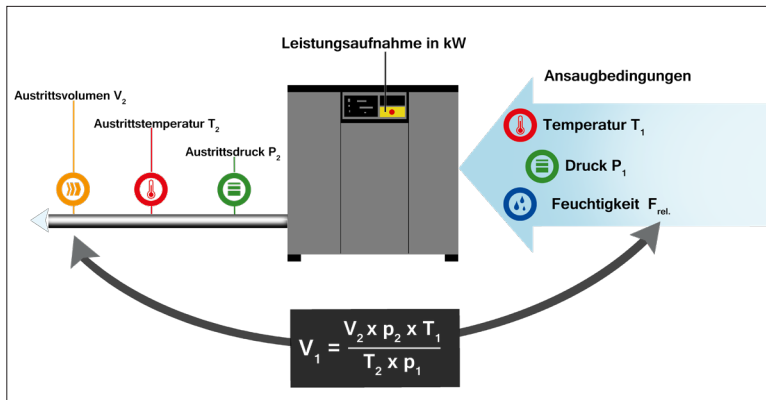 Leistungsaufnahme in kW
Austrittsvolumen V₂
Austrittstemperatur T₂
Austrittsdruck P₂
Ansaugbedingungen
Temperatur T₁
Druck P₁
Feuchtigkeit F rel.
V₁ = V₂ x p₂ x T₁
T₂ x p₁